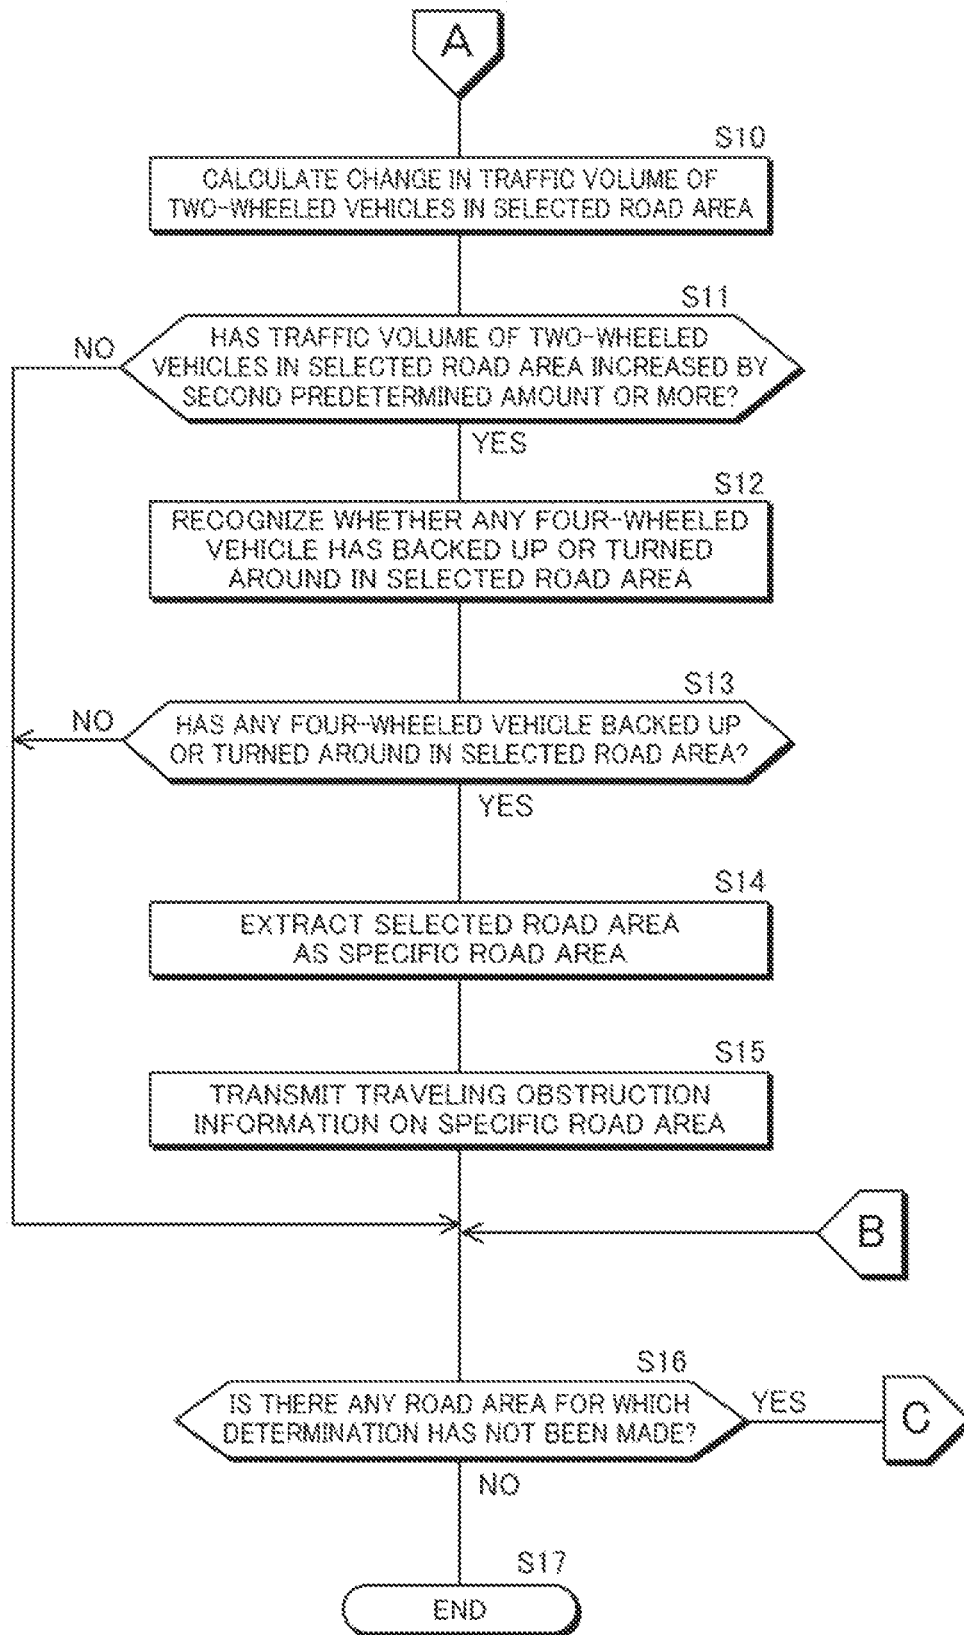 A
S10
CALCULATE CHANGE IN TRAFFIC VOLUME OF
TWO-WHEELED VEHICLES IN SELECTED ROAD AREA
S11
NO
HAS TRAFFIC VOLUME OF TWO-WHEELED
VEHICLES IN SELECTED ROAD AREA INCREASED BY
SECOND PREDETERMINED AMOUNT OR MORE?
YES
S12
RECOGNIZE WHETHER ANY FOUR-WHEELED
VEHICLE HAS BACKED UP OR TURNED
AROUND IN SELECTED ROAD AREA
S13
NO
HAS ANY FOUR-WHEELED VEHICLE BACKED UP
OR TURNED AROUND IN SELECTED ROAD AREA?
YES
S14
EXTRACT SELECTED ROAD AREA
AS SPECIFIC ROAD AREA
S15
TRANSMIT TRAVELING OBSTRUCTION
INFORMATION ON SPECIFIC ROAD AREA
B
S16
IS THERE ANY ROAD AREA FOR WHICH
DETERMINATION HAS NOT BEEN MADE?
YES
C
NO
S17
END